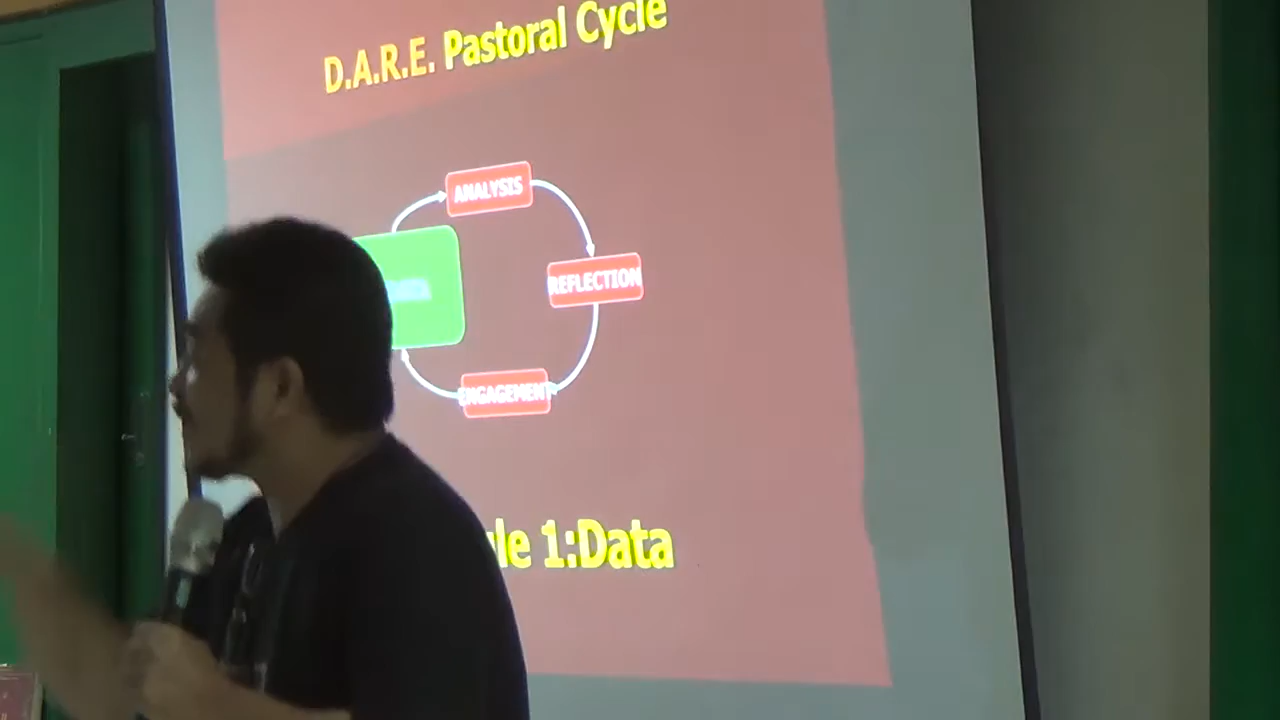 D.A.R.E. Pastoral Cycle
ANALYSIS
REFLECTION
ENGAGEMENT
1:Data